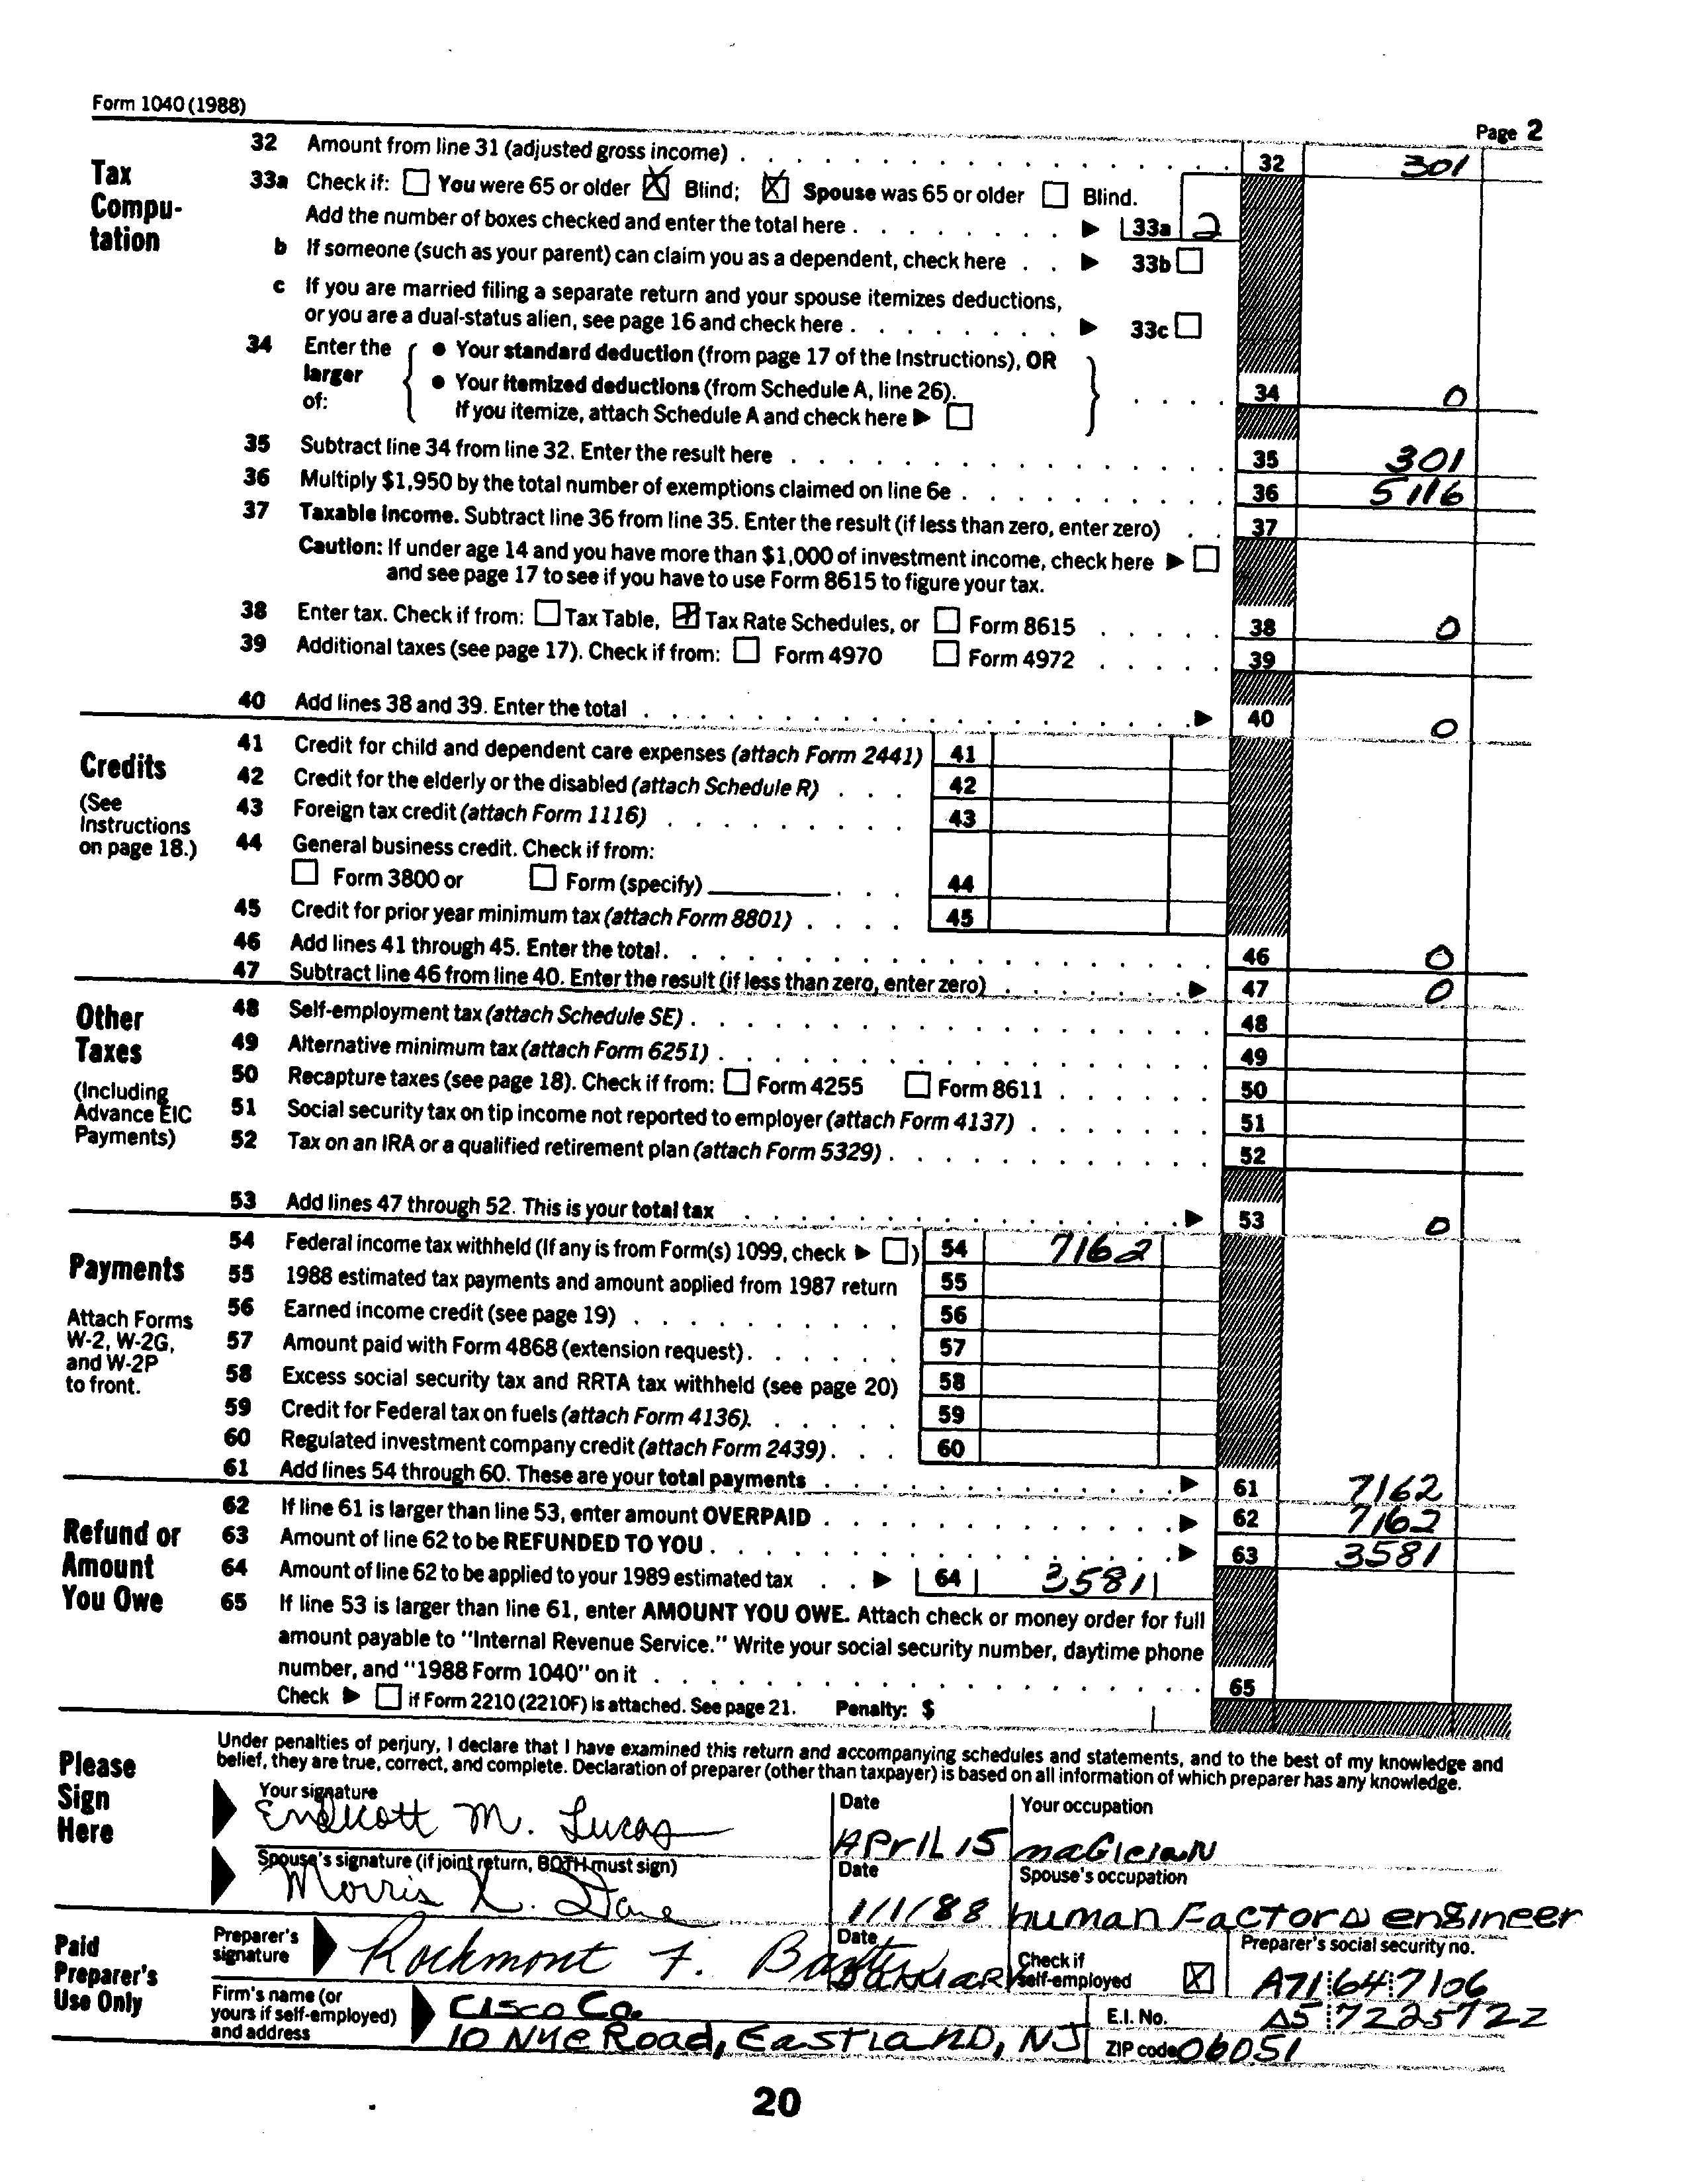 Form 1040 (1988)
Page 2
Tax Compu-tation
32 Amount from line 31 (adjusted gross income) 32 301
33a Check if: You were 65 or older X Blind; X Spouse was 65 or older Blind.
Add the number of boxes checked and enter the total here 33a 2
b If someone (such as your parent) can claim you as a dependent, check here 33b
c If you are married filing a separate return and your spouse itemizes deductions,
or you are a dual-status alien, see page 16 and check here 33c
34 Enter the larger of: { • Your standard deduction (from page 17 of the Instructions), OR
• Your itemized deductions (from Schedule A, line 26).
If you itemize, attach Schedule A and check here } 34 0
35 Subtract line 34 from line 32. Enter the result here 35 301
36 Multiply $1,950 by the total number of exemptions claimed on line 6e 36 5116
37 Taxable income. Subtract line 36 from line 35. Enter the result (if less than zero, enter zero) 37
Caution: If under age 14 and you have more than $1,000 of investment income, check here
and see page 17 to see if you have to use Form 8615 to figure your tax.
38 Enter tax. Check if from: Tax Table, X Tax Rate Schedules, or Form 8615 38 0
39 Additional taxes (see page 17). Check if from: Form 4970 Form 4972 39
40 Add lines 38 and 39. Enter the total 40 0
Credits
(See Instructions on page 18.)
41 Credit for child and dependent care expenses (attach Form 2441) 41
42 Credit for the elderly or the disabled (attach Schedule R) 42
43 Foreign tax credit (attach Form 1116) 43
44 General business credit. Check if from:
Form 3800 or Form (specify) 44
45 Credit for prior year minimum tax (attach Form 8801) 45
46 Add lines 41 through 45. Enter the total 46 0
47 Subtract line 46 from line 40. Enter the result (if less than zero, enter zero) 47 0
Other Taxes
(Including Advance EIC Payments)
48 Self-employment tax (attach Schedule SE) 48
49 Alternative minimum tax (attach Form 6251) 49
50 Recapture taxes (see page 18). Check if from: Form 4255 Form 8611 50
51 Social security tax on tip income not reported to employer (attach Form 4137) 51
52 Tax on an IRA or a qualified retirement plan (attach Form 5329) 52
53 Add lines 47 through 52. This is your total tax 53 0
Payments
Attach Forms W-2, W-2G, and W-2P to front.
54 Federal income tax withheld (If any is from Form(s) 1099, check ) 54 7162
55 1988 estimated tax payments and amount applied from 1987 return 55
56 Earned income credit (see page 19) 56
57 Amount paid with Form 4868 (extension request) 57
58 Excess social security tax and RRTA tax withheld (see page 20) 58
59 Credit for Federal tax on fuels (attach Form 4136) 59
60 Regulated investment company credit (attach Form 2439) 60
61 Add lines 54 through 60. These are your total payments 61 7162
Refund or Amount You Owe
62 If line 61 is larger than line 53, enter amount OVERPAID 62 7162
63 Amount of line 62 to be REFUNDED TO YOU 63 3581
64 Amount of line 62 to be applied to your 1989 estimated tax 64 3581
65 If line 53 is larger than line 61, enter AMOUNT YOU OWE. Attach check or money order for full
amount payable to "Internal Revenue Service." Write your social security number, daytime phone
number, and "1988 Form 1040" on it 65
Check if Form 2210 (2210F) is attached. See page 21. Penalty: $
Please Sign Here
Under penalties of perjury, I declare that I have examined this return and accompanying schedules and statements, and to the best of my knowledge and
belief, they are true, correct, and complete. Declaration of preparer (other than taxpayer) is based on all information of which preparer has any knowledge.
Your signature Date Your occupation
Endicott M. Lucas APrIL 15 maGicIaN
Spouse's signature (if joint return, BOTH must sign) Date Spouse's occupation
Morris 1/1/88 human Factors engineer
Paid Preparer's Use Only
Preparer's signature Date Check if self-employed X Preparer's social security no.
Rockmont F. A71 64 7106
Firm's name (or yours if self-employed) and address
Cisco Co. E.I. No. A5 7225722
10 Nye Road, EastLaND, NJ ZIP code 06051
20